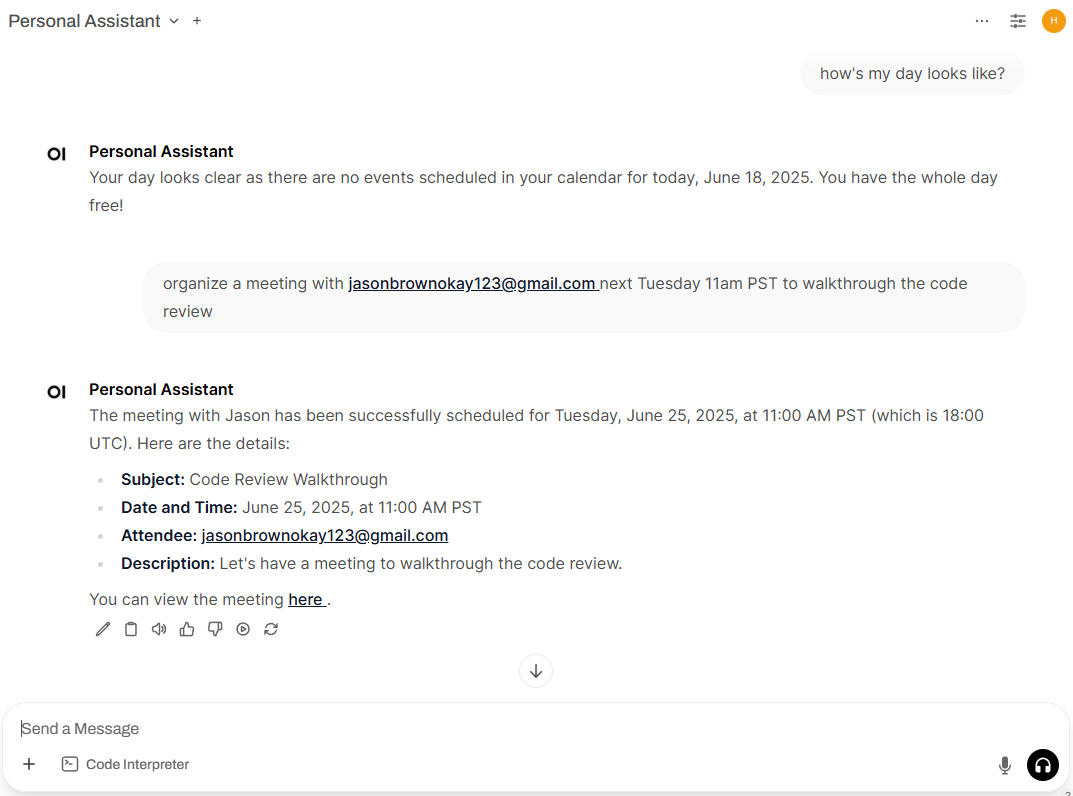 Personal Assistant
H
how's my day looks like?
OI
Personal Assistant
Your day looks clear as there are no events scheduled in your calendar for today, June 18, 2025. You have the whole day
free!
organize a meeting with jasonbrownokay123@gmail.com next Tuesday 11am PST to walkthrough the code
review
OI
Personal Assistant
The meeting with Jason has been successfully scheduled for Tuesday, June 25, 2025, at 11:00 AM PST (which is 18:00
UTC). Here are the details:
Subject: Code Review Walkthrough
Date and Time: June 25, 2025, at 11:00 AM PST
Attendee: jasonbrownokay123@gmail.com
Description: Let's have a meeting to walkthrough the code review.
You can view the meeting here .
Send a Message
Code Interpreter